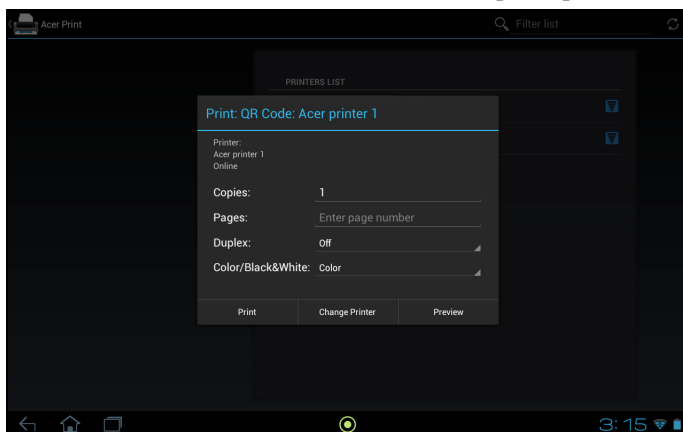 Acer Print
Filter list
PRINTERS LIST
Print: QR Code: Acer printer 1
Printer:
Acer printer 1
Online
Copies: 1
Pages: Enter page number
Duplex: Off
Color/Black&White: Color
Print Change Printer Preview
3:15